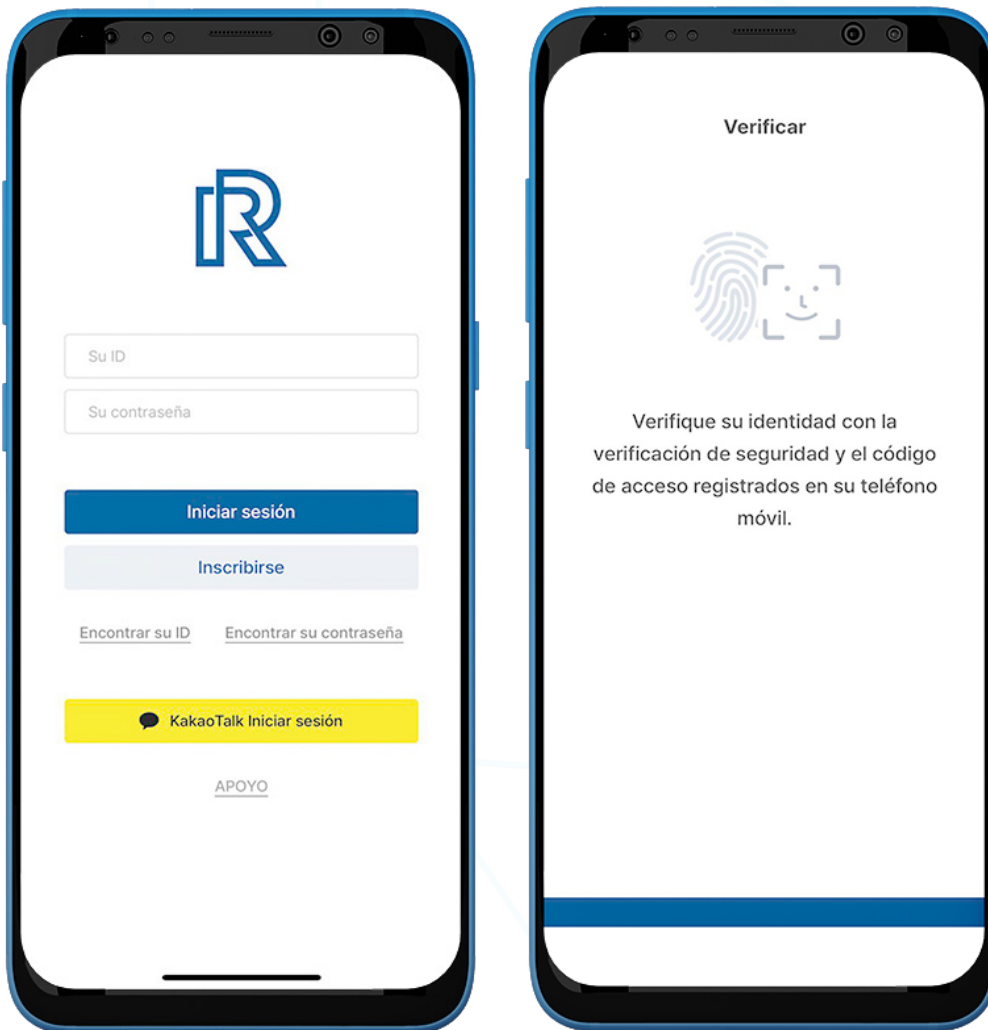 Su ID
Su contraseña
Iniciar sesión
Inscribirse
Encontrar su ID
Encontrar su contraseña
KakaoTalk Iniciar sesión
APOYO
Verificar
Verifique su identidad con la
verificación de seguridad y el código
de acceso registrados en su teléfono
móvil.